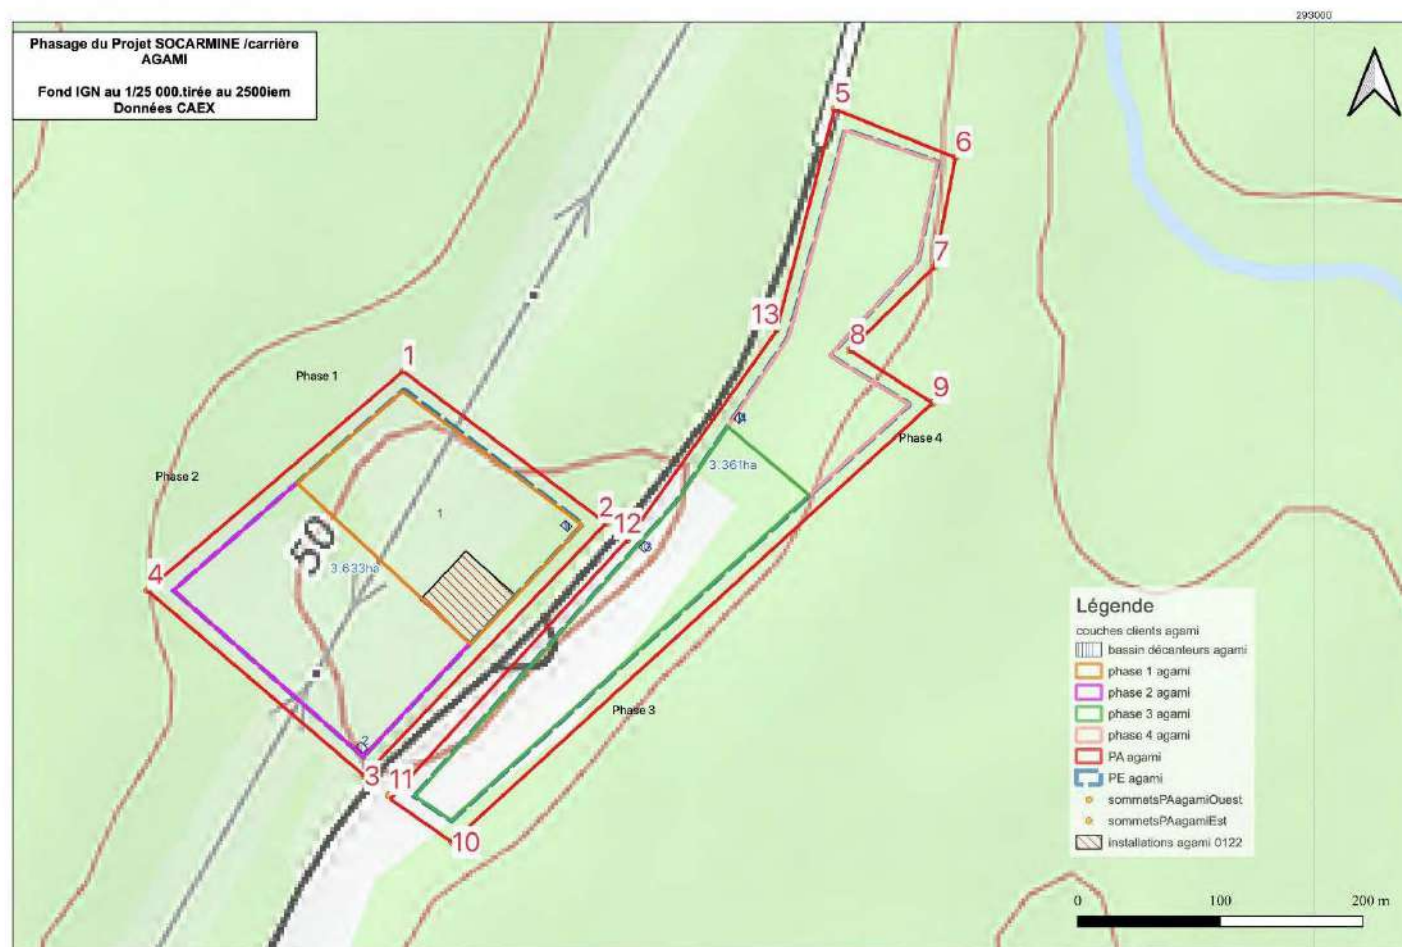 293000
Phasage du Projet SOCARMINE /carrière
AGAMI
Fond IGN au 1/25 000.tirée au 2500iem
Données CAEX
5
6
7
13
8
1
Phase 1
9
4
Phase 4
3.361ha
Phase 2
1
2
12
3
50
3.633ha
4
Phase 3
2
3
11
10
Légende
couches clients agami
bassin décanteurs agami
phase 1 agami
phase 2 agami
phase 3 agami
phase 4 agami
PA agami
PE agami
sommetsPAagamiOuest
sommetsPAagamiEst
installations agami 0122
0 100 200 m